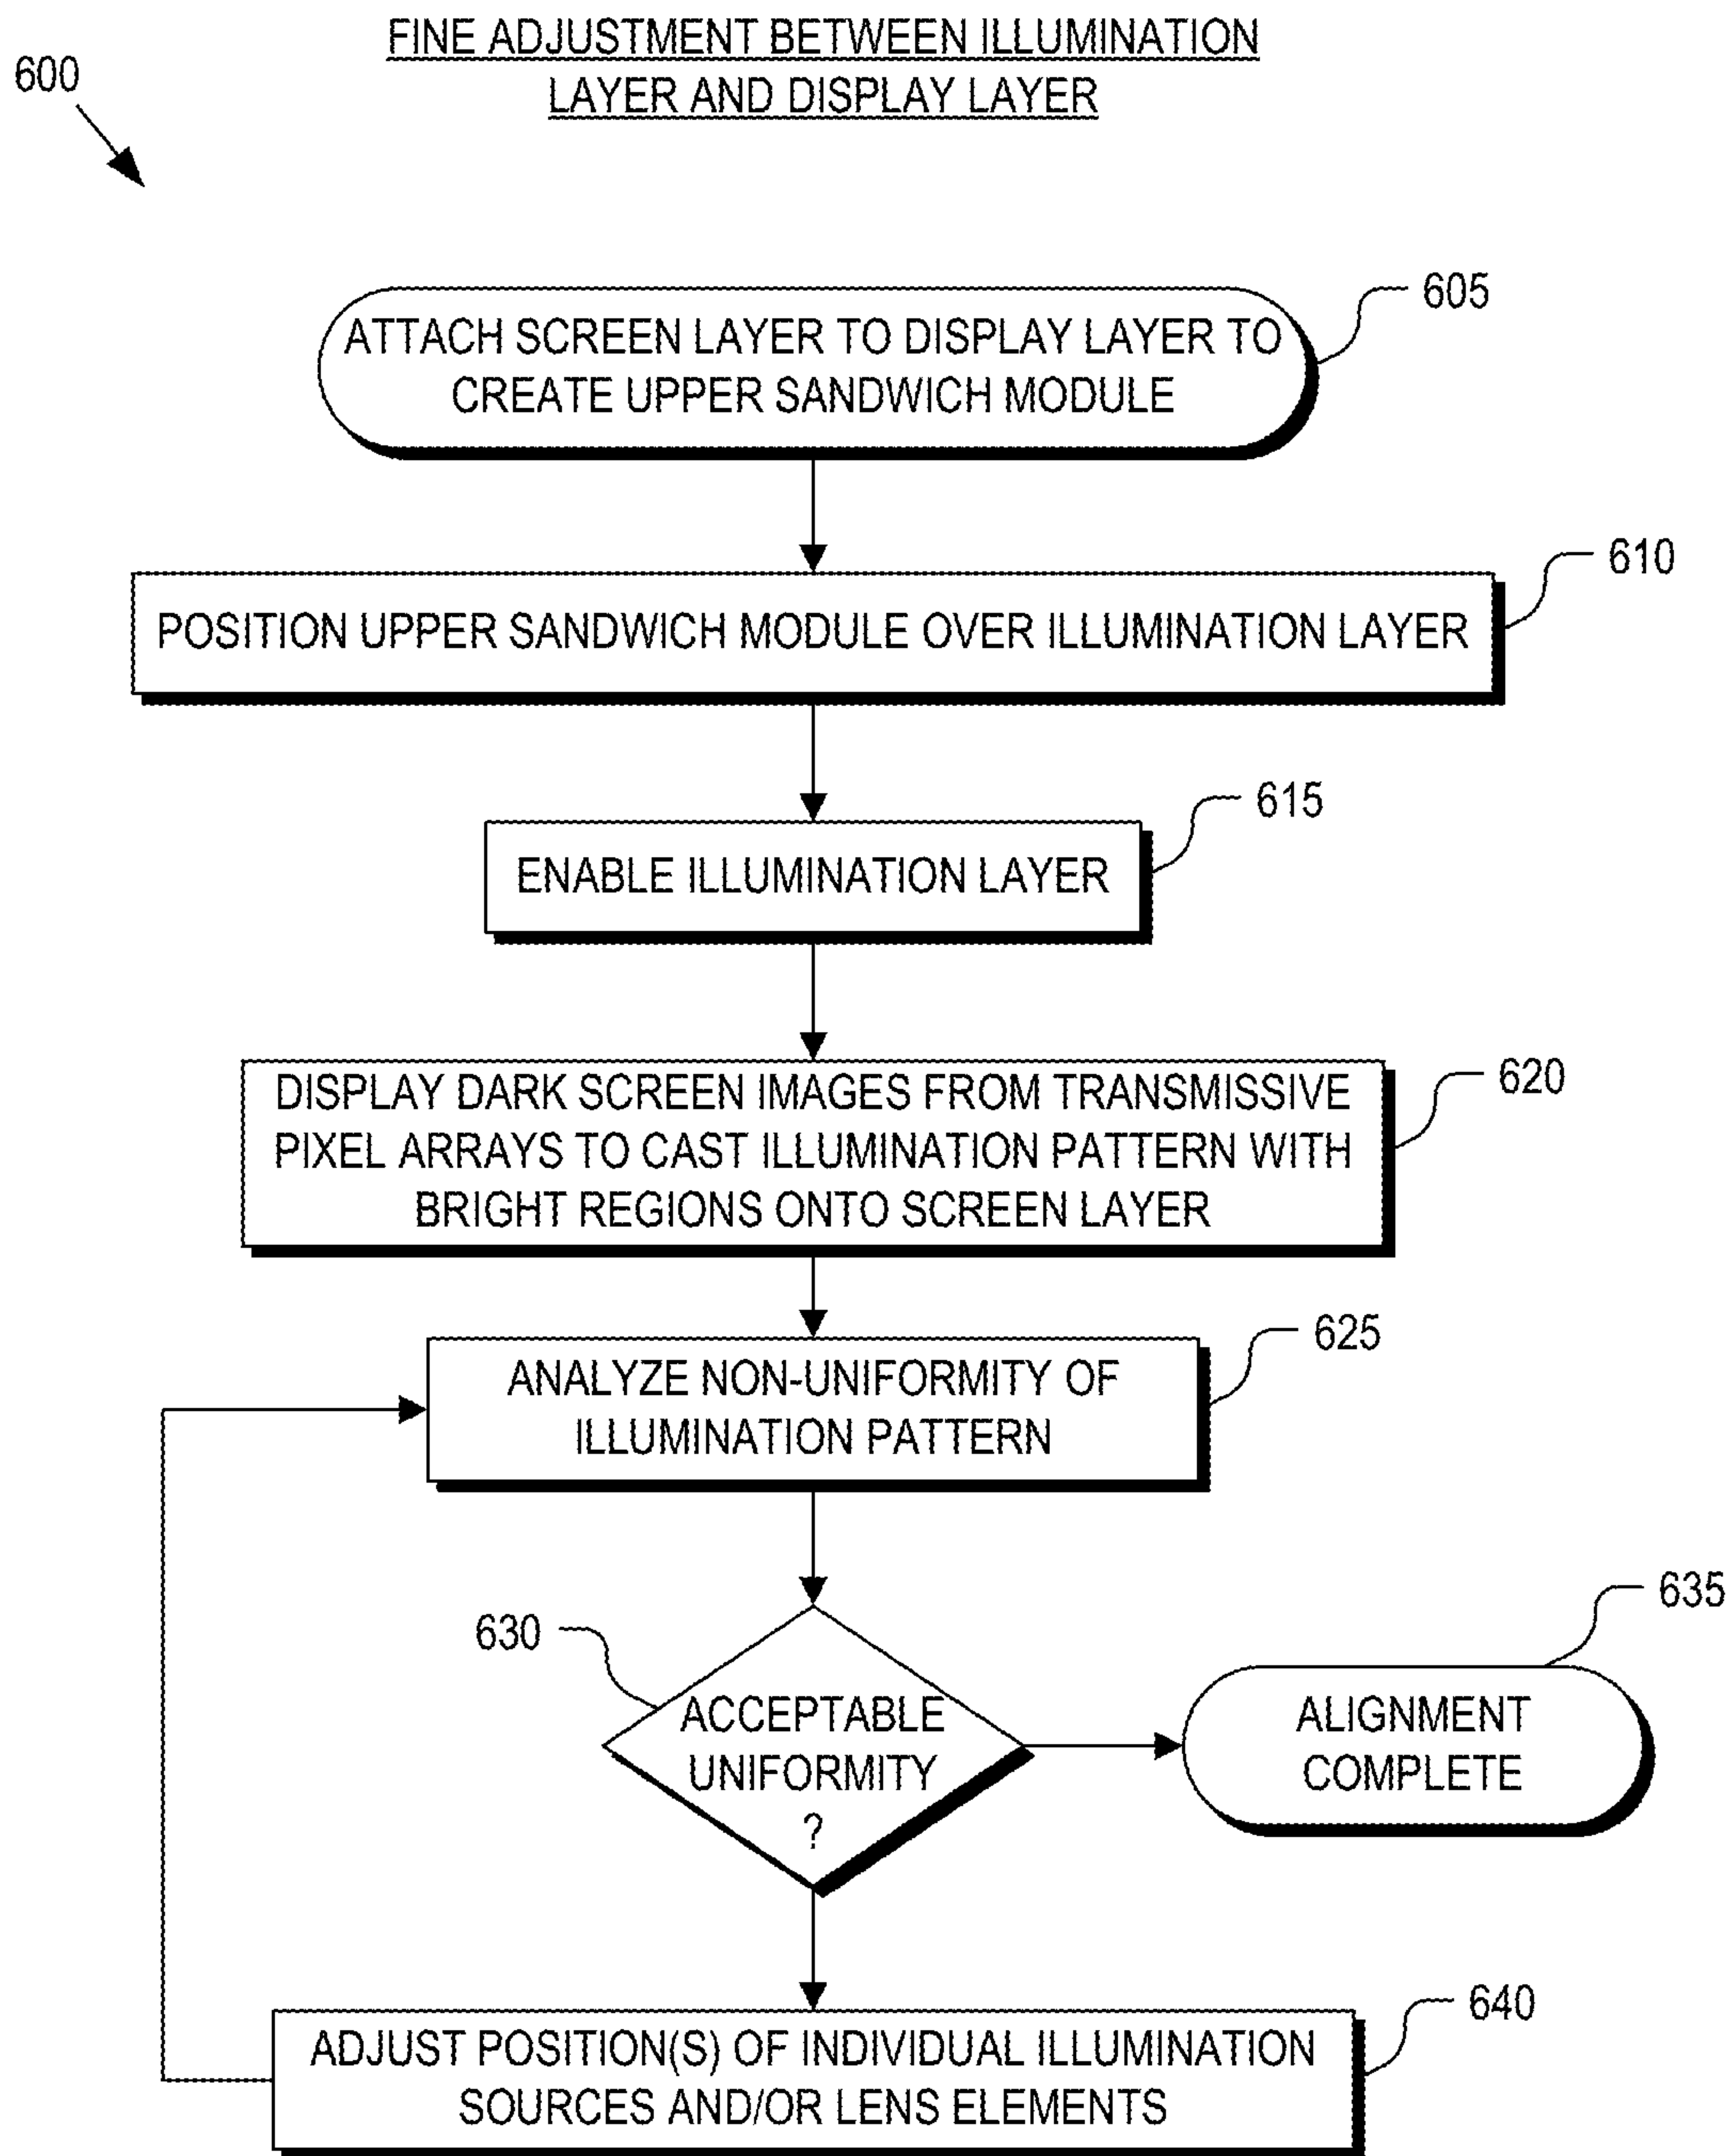 FINE ADJUSTMENT BETWEEN ILLUMINATION
LAYER AND DISPLAY LAYER
600
605
ATTACH SCREEN LAYER TO DISPLAY LAYER TO
CREATE UPPER SANDWICH MODULE
610
POSITION UPPER SANDWICH MODULE OVER ILLUMINATION LAYER
615
ENABLE ILLUMINATION LAYER
620
DISPLAY DARK SCREEN IMAGES FROM TRANSMISSIVE
PIXEL ARRAYS TO CAST ILLUMINATION PATTERN WITH
BRIGHT REGIONS ONTO SCREEN LAYER
625
ANALYZE NON-UNIFORMITY OF
ILLUMINATION PATTERN
630
ACCEPTABLE
UNIFORMITY
?
635
ALIGNMENT
COMPLETE
640
ADJUST POSITION(S) OF INDIVIDUAL ILLUMINATION
SOURCES AND/OR LENS ELEMENTS